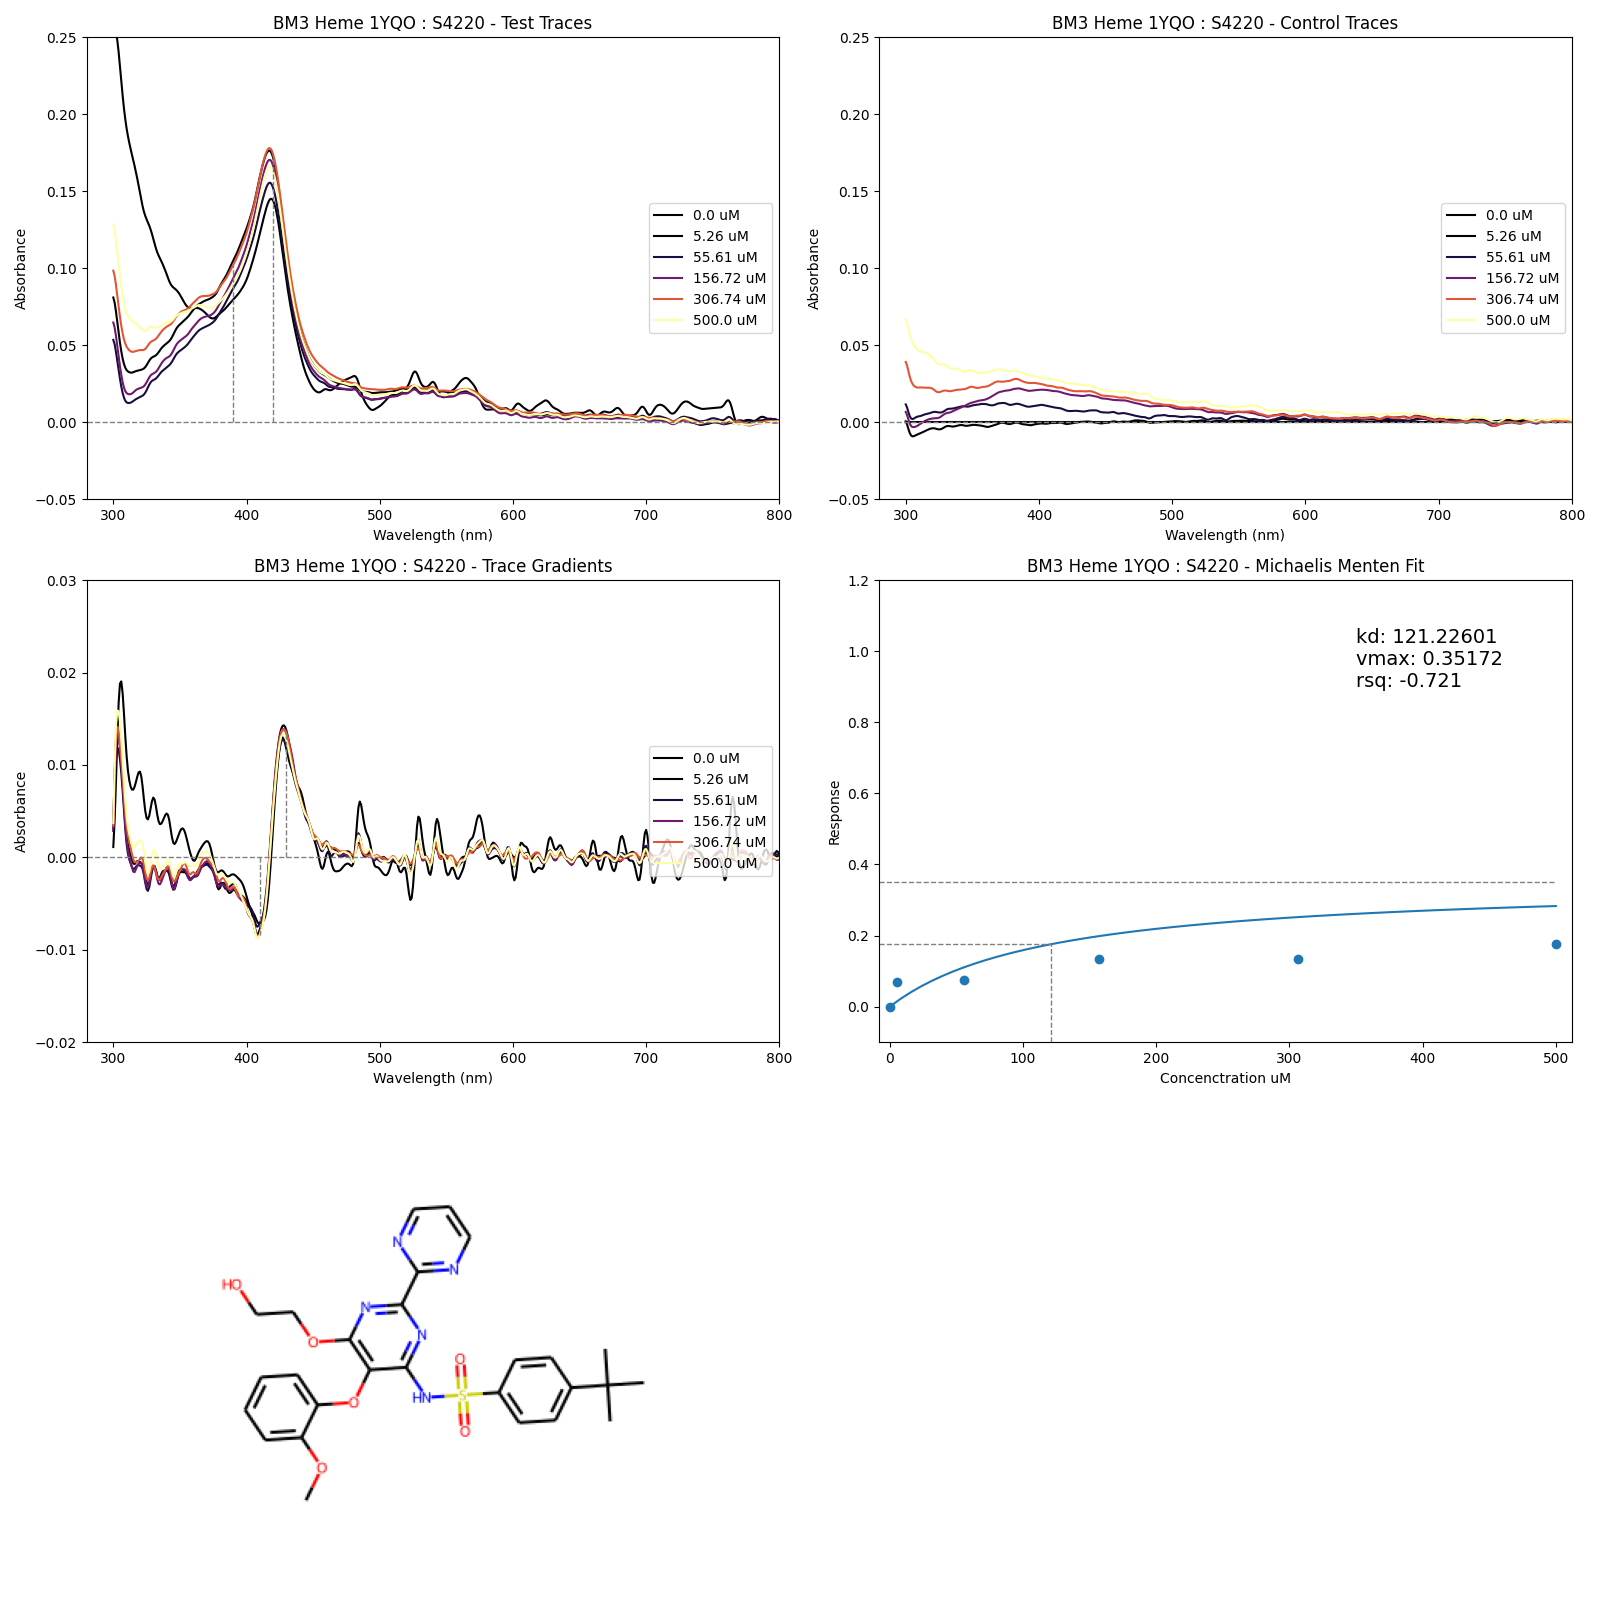 BM3 Heme 1YQO : S4220 - Test Traces
0.25
0.20
0.15
0.10
0.05
0.00
−0.05
Absorbance
300
400
500
600
700
800
Wavelength (nm)
0.0 uM
5.26 uM
55.61 uM
156.72 uM
306.74 uM
500.0 uM
BM3 Heme 1YQO : S4220 - Control Traces
0.25
0.20
0.15
0.10
0.05
0.00
−0.05
Absorbance
300
400
500
600
700
800
Wavelength (nm)
0.0 uM
5.26 uM
55.61 uM
156.72 uM
306.74 uM
500.0 uM
BM3 Heme 1YQO : S4220 - Trace Gradients
0.03
0.02
0.01
0.00
−0.01
−0.02
Absorbance
300
400
500
600
700
800
Wavelength (nm)
0.0 uM
5.26 uM
55.61 uM
156.72 uM
306.74 uM
500.0 uM
BM3 Heme 1YQO : S4220 - Michaelis Menten Fit
1.2
1.0
0.8
0.6
0.4
0.2
0.0
Response
0
100
200
300
400
500
Concenctration uM
kd: 121.22601
vmax: 0.35172
rsq: -0.721
N
N
HO
N
N
O
O
O
HN
S
O
O